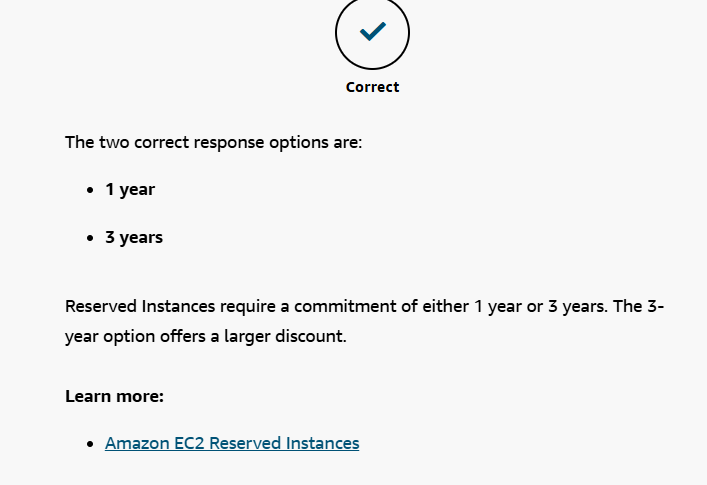 Correct
The two correct response options are:
• 1 year
• 3 years
Reserved Instances require a commitment of either 1 year or 3 years. The 3-
year option offers a larger discount.
Learn more:
• Amazon EC2 Reserved Instances